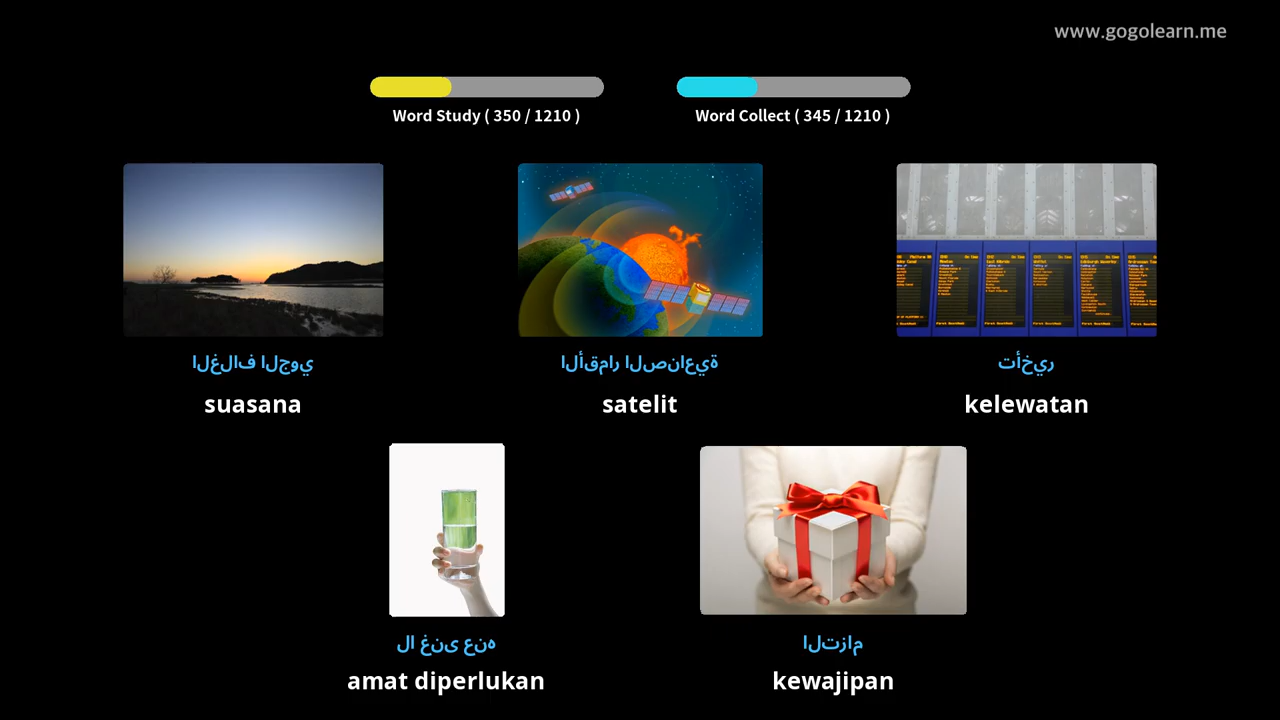 www.gogolearn.me
Word Study ( 350 / 1210 )
Word Collect ( 345 / 1210 )
الغلاف الجوي
suasana
الأقمار الصناعية
satelit
تأخير
kelewatan
لا غنى عنه
amat diperlukan
التزام
kewajipan